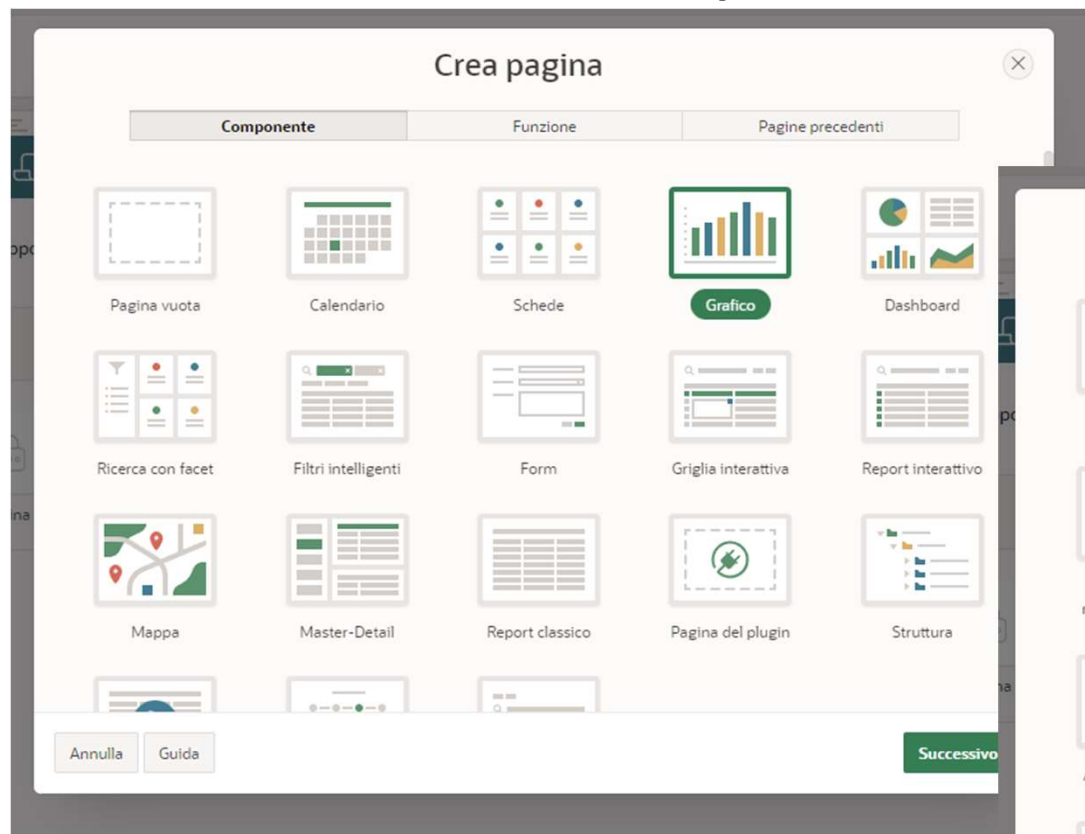 Crea pagina
Componente Funzione Pagine precedenti
Pagina vuota Calendario Schede Grafico Dashboard
Ricerca con facet Filtri intelligenti Form Griglia interattiva Report interattivo
Mappa Master-Detail Report classico Pagina del plugin Struttura
Annulla Guida Successivo